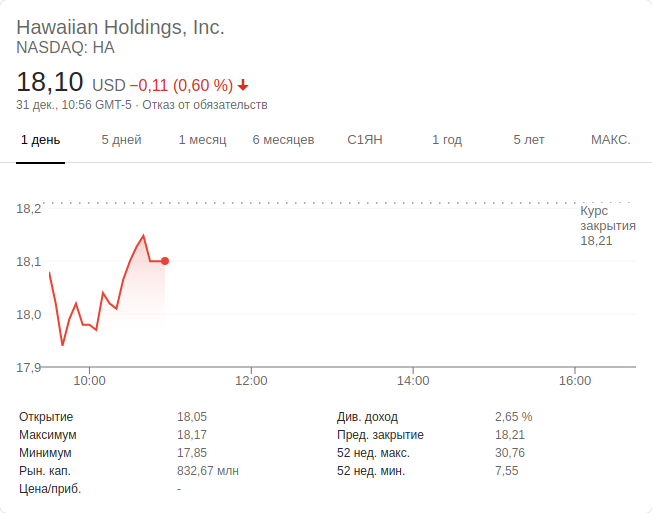 Hawaiian Holdings, Inc.
NASDAQ: HA
18,10 USD −0,11 (0,60 %)
31 дек., 10:56 GMT-5 · Отказ от обязательств
1 день 5 дней 1 месяц 6 месяцев С1ЯН 1 год 5 лет МАКС.
18,2
Курс
закрытия
18,21
18,1
18,0
17,9
10:00 12:00 14:00 16:00
Открытие 18,05 Див. доход 2,65 %
Максимум 18,17 Пред. закрытие 18,21
Минимум 17,85 52 нед. макс. 30,76
Рын. кап. 832,67 млн 52 нед. мин. 7,55
Цена/приб. -